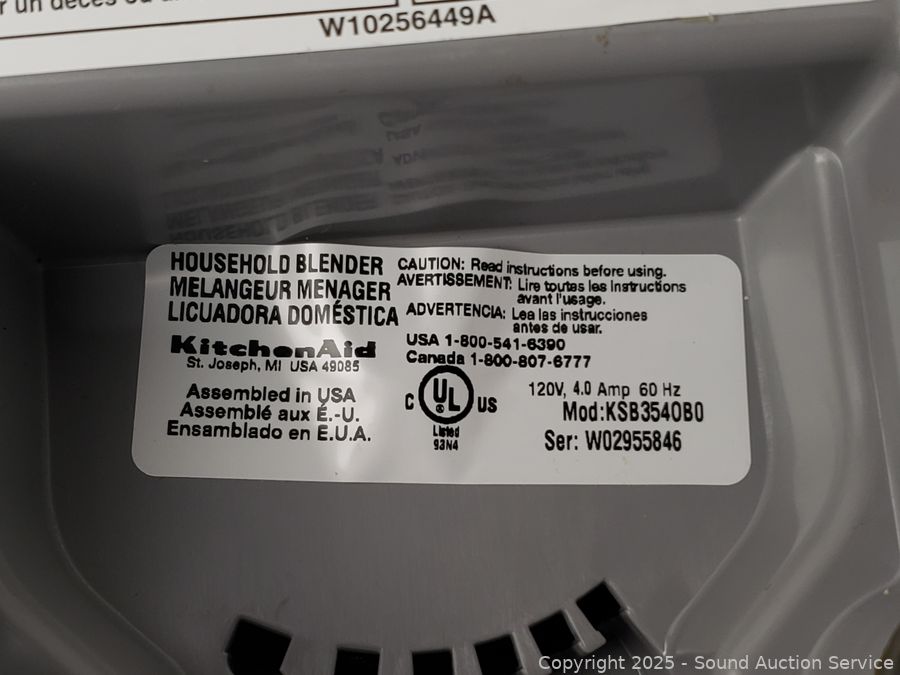 W10256449A
HOUSEHOLD BLENDER
MELANGEUR MENAGER
LICUADORA DOMÉSTICA
KitchenAid
St. Joseph, MI USA 49085
Assembled in USA
Assemblé aux É.-U.
Ensamblado en E.U.A.
CAUTION: Read instructions before using.
AVERTISSEMENT: Lire toutes les instructions
avant l'usage.
ADVERTENCIA: Lea las instrucciones
antes de usar.
USA 1-800-541-6390
Canada 1-800-807-6777
C UL US
Listed
93N4
120V, 4.0 Amp 60 Hz
Mod:KSB3540B0
Ser: W02955846
Copyright 2025 - Sound Auction Service